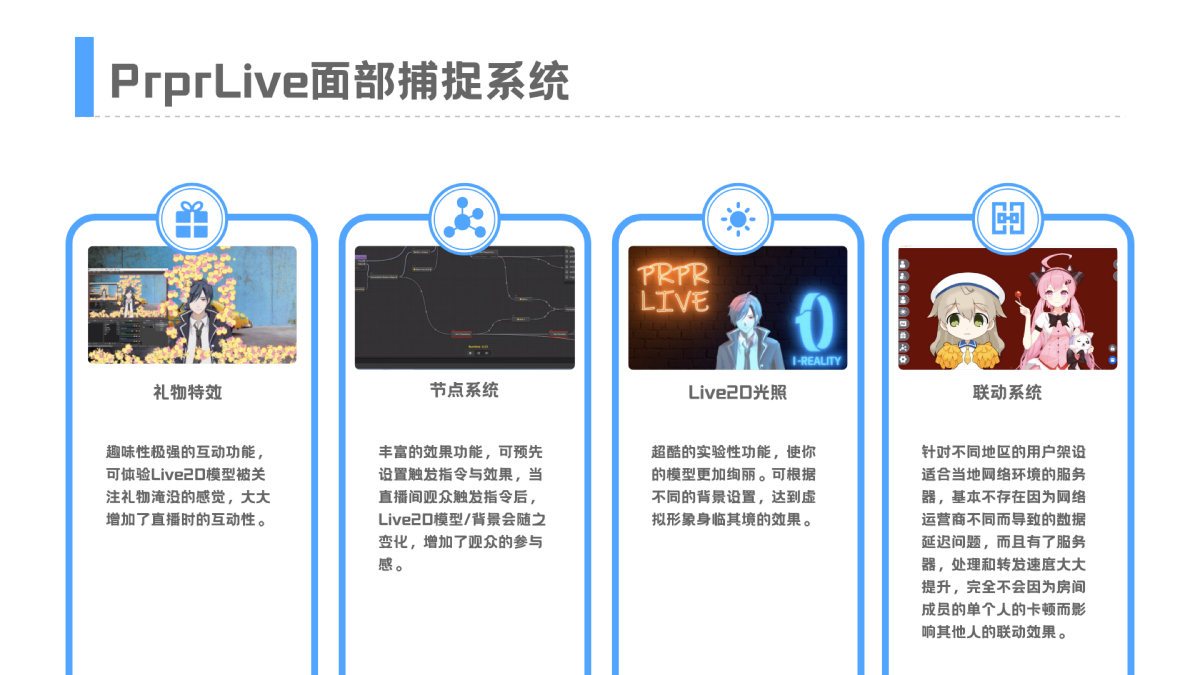 PrprLive面部捕捉系统
礼物特效
趣味性极强的互动功能，
可体验Live2D模型被关
注礼物淹没的感觉，大大
增加了直播时的互动性。
节点系统
丰富的效果功能，可预先
设置触发指令与效果，当
直播间观众触发指令后，
Live2D模型/背景会随之
变化，增加了观众的参与
感。
PRPR
LIVE
I-REALITY
Live2D光照
超酷的实验性功能，使你
的模型更加绚丽。可根据
不同的背景设置，达到虚
拟形象身临其境的效果。
联动系统
针对不同地区的用户架设
适合当地网络环境的服务
器，基本不存在因为网络
运营商不同而导致的数据
延迟问题，而且有了服务
器，处理和转发速度大大
提升，完全不会因为房间
成员的单个人的卡顿而影
响其他人的联动效果。